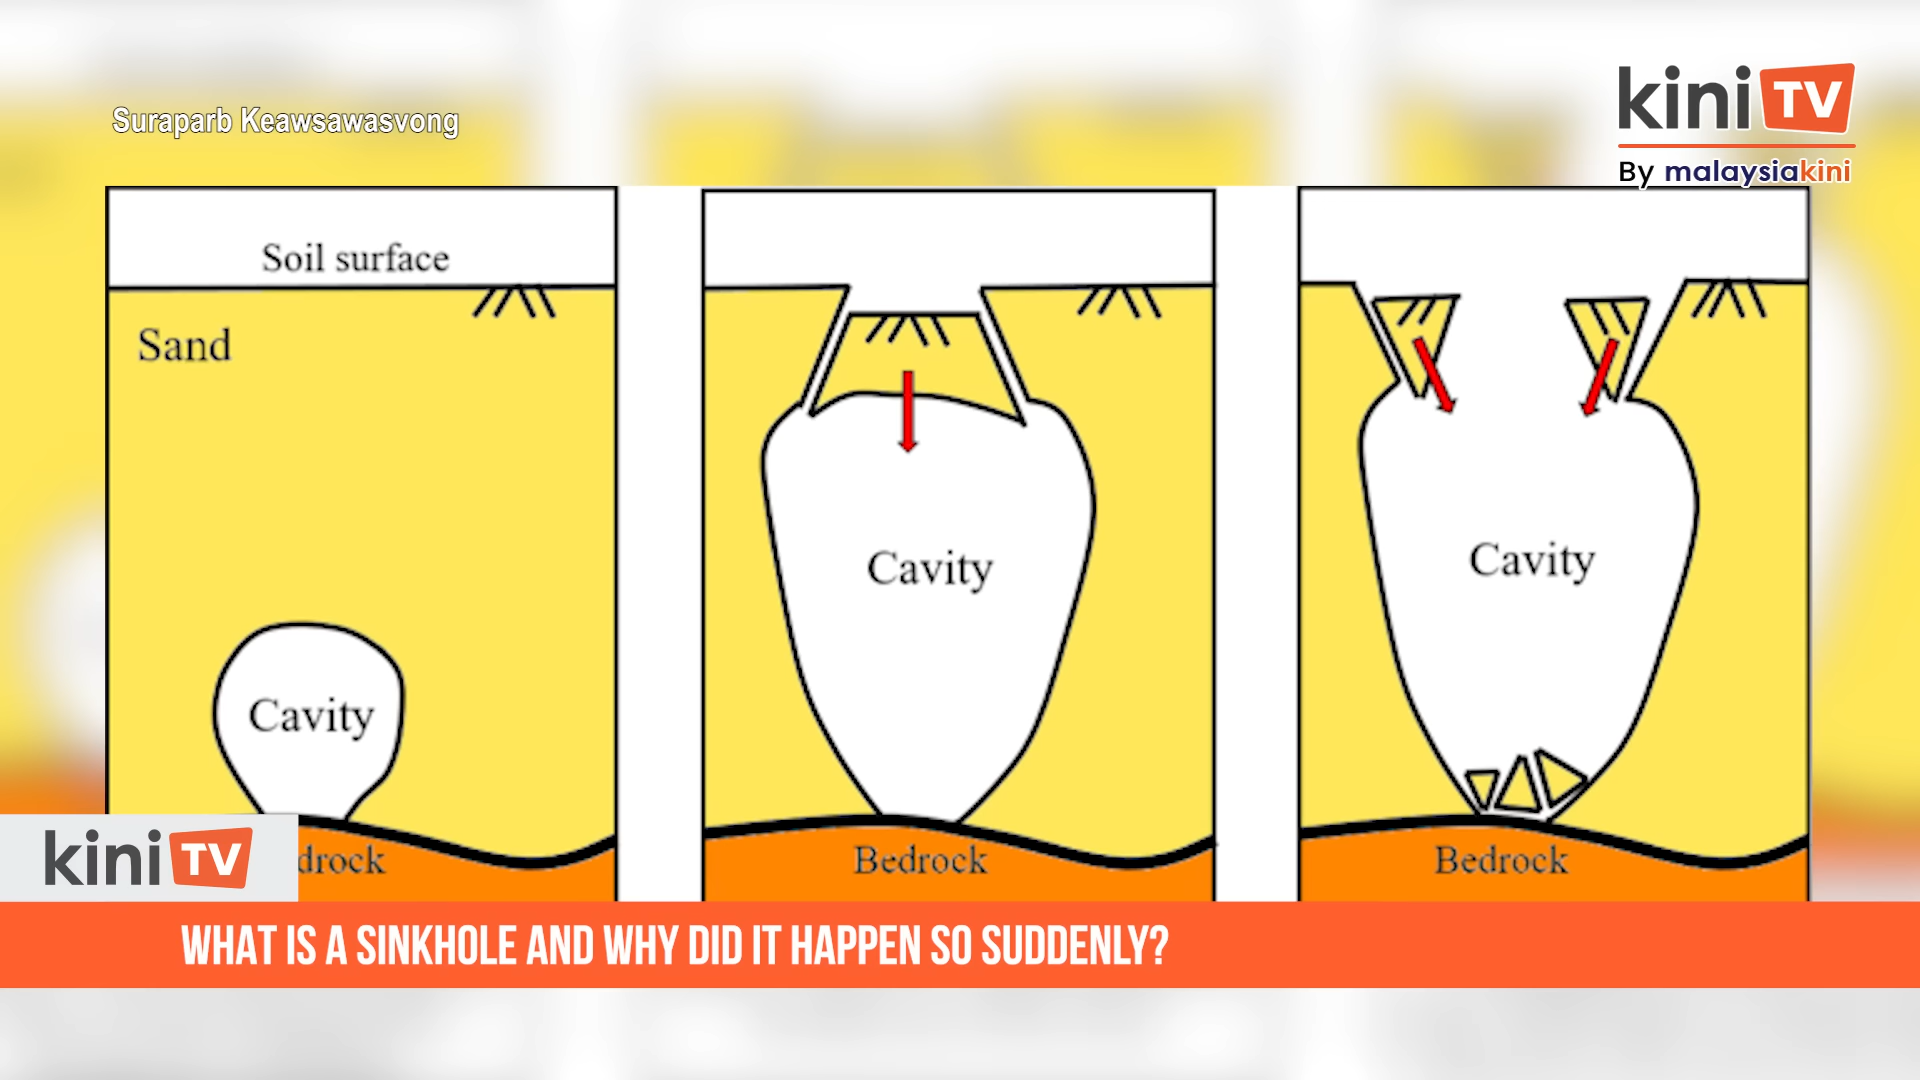 Suraparb Keawsawasvong
kini TV
By malaysiakini
Soil surface
Sand
Cavity
Cavity
Cavity
drock
Bedrock
Bedrock
kini TV
WHAT IS A SINKHOLE AND WHY DID IT HAPPEN SO SUDDENLY?